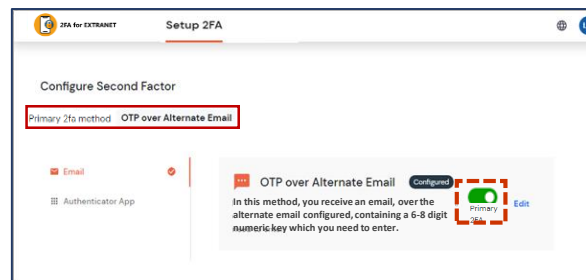 2FA for EXTRANET
Setup 2FA
Configure Second Factor
Primary 2fa method OTP over Alternate Email
Email
Authenticator App
OTP over Alternate Email Configured
In this method, you receive an email, over the
alternate email configured, containing a 6-8 digit
numeric key which you need to enter.
Primary
2FA
Edit